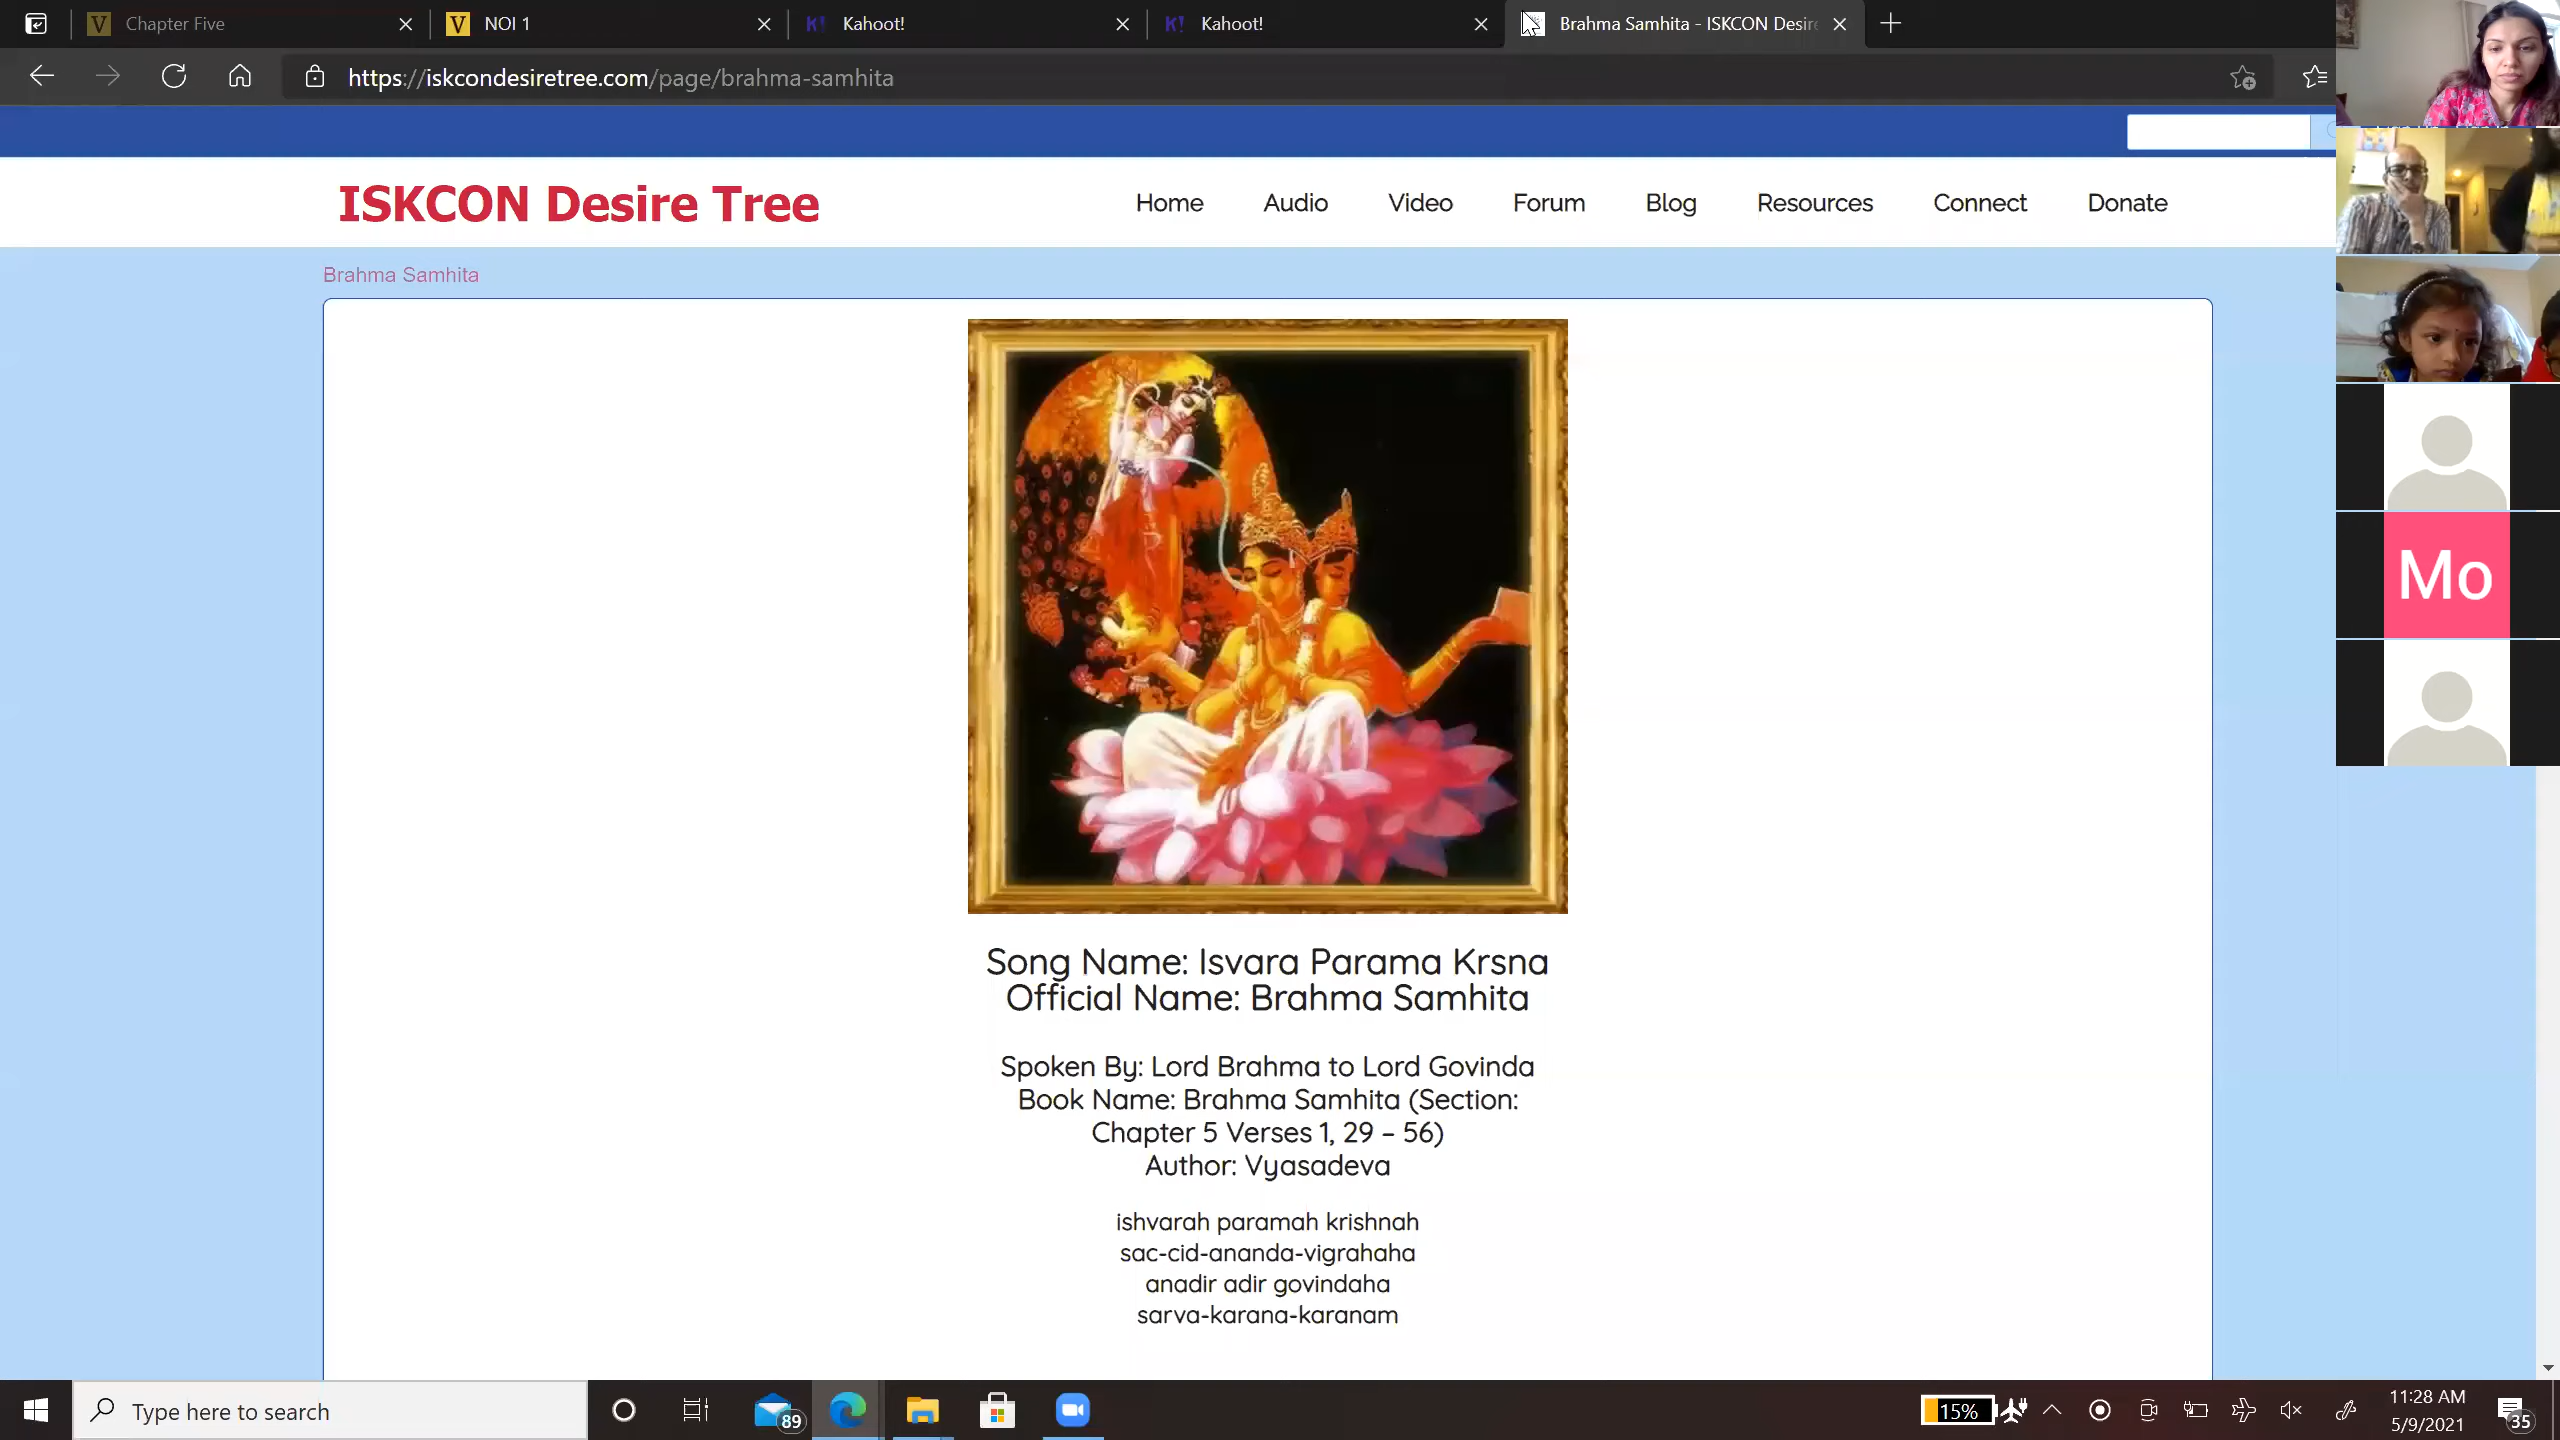 Chapter Five
NOI 1
Kahoot!
Kahoot!
Brahma Samhita - ISKCON Desire
https://iskcondesiretree.com/page/brahma-samhita
ISKCON Desire Tree
Home Audio Video Forum Blog Resources Connect Donate
Brahma Samhita
Song Name: Isvara Parama Krsna
Official Name: Brahma Samhita
Spoken By: Lord Brahma to Lord Govinda
Book Name: Brahma Samhita (Section:
Chapter 5 Verses 1, 29 – 56)
Author: Vyasadeva
ishvarah paramah krishnah
sac-cid-ananda-vigrahaha
anadir adir govindaha
sarva-karana-karanam
Mo
Type here to search
89
15%
11:28 AM
5/9/2021
35